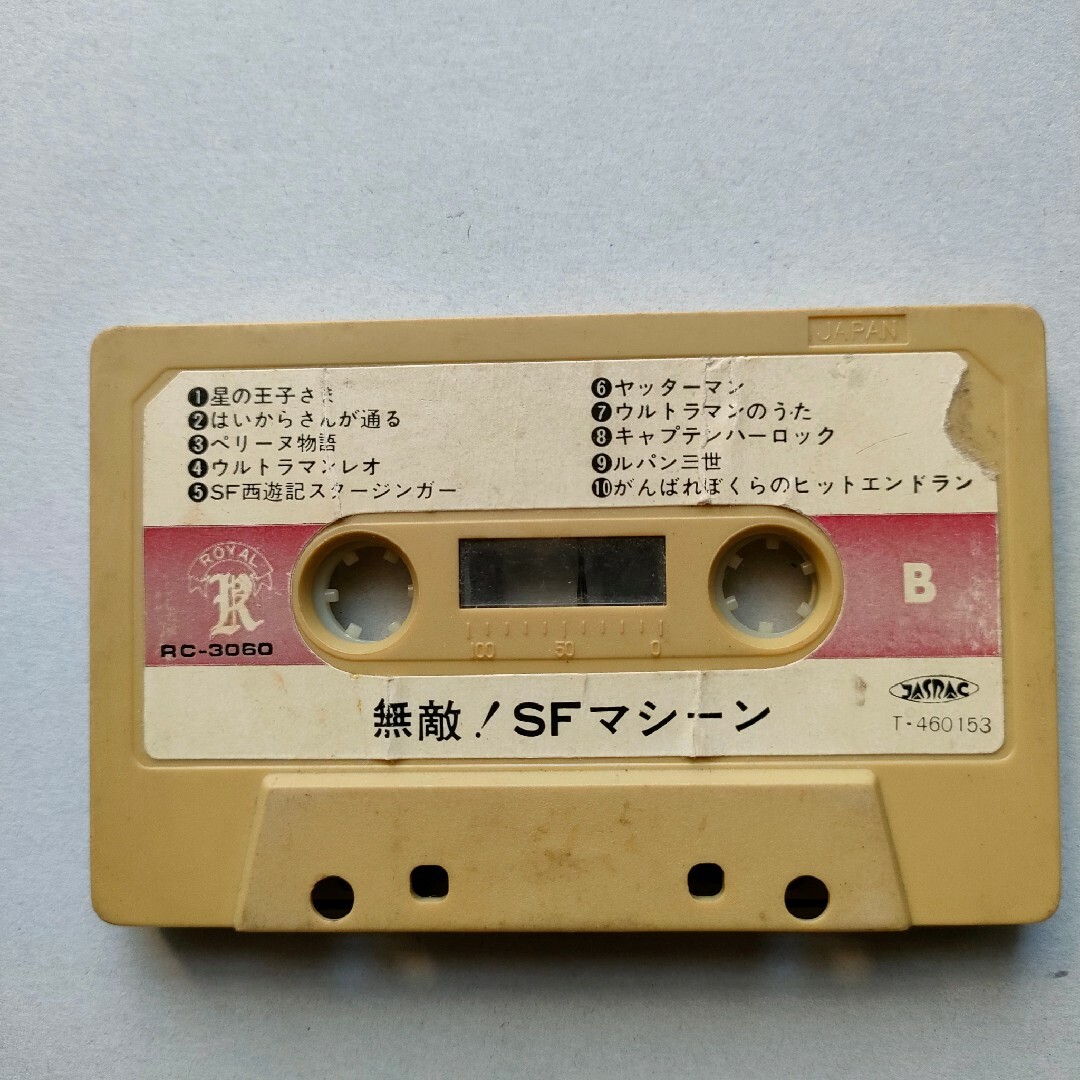 JAPAN
❶星の王子さま
❷はいからさんが通る
❸ペリーヌ物語
❹ウルトラマンレオ
❺SF西遊記スタージンガー
❻ヤッターマン
❼ウルトラマンのうた
❽キャプテンハーロック
❾ルパン三世
❿がんばれぼくらのヒットエンドラン
ROYAL
R
RC-3060
B
100 50 0
無敵!SFマシーン
JASRAC
T-460153